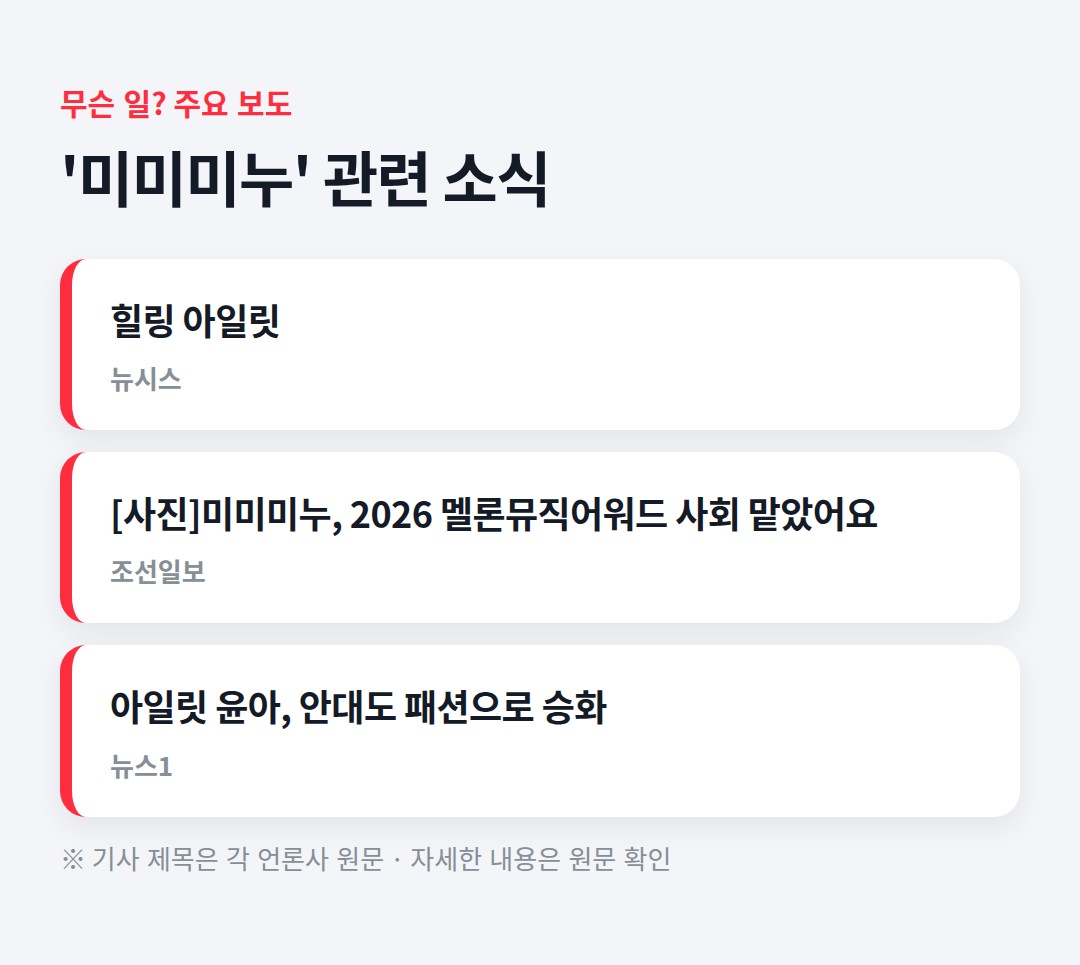 무슨 일? 주요 보도
'미미미누' 관련 소식
힐링 아일릿
뉴시스
[사진]미미미누, 2026 멜론뮤직어워드 사회 맡았어요
조선일보
아일릿 윤아, 안대도 패션으로 승화
뉴스1
※ 기사 제목은 각 언론사 원문 · 자세한 내용은 원문 확인